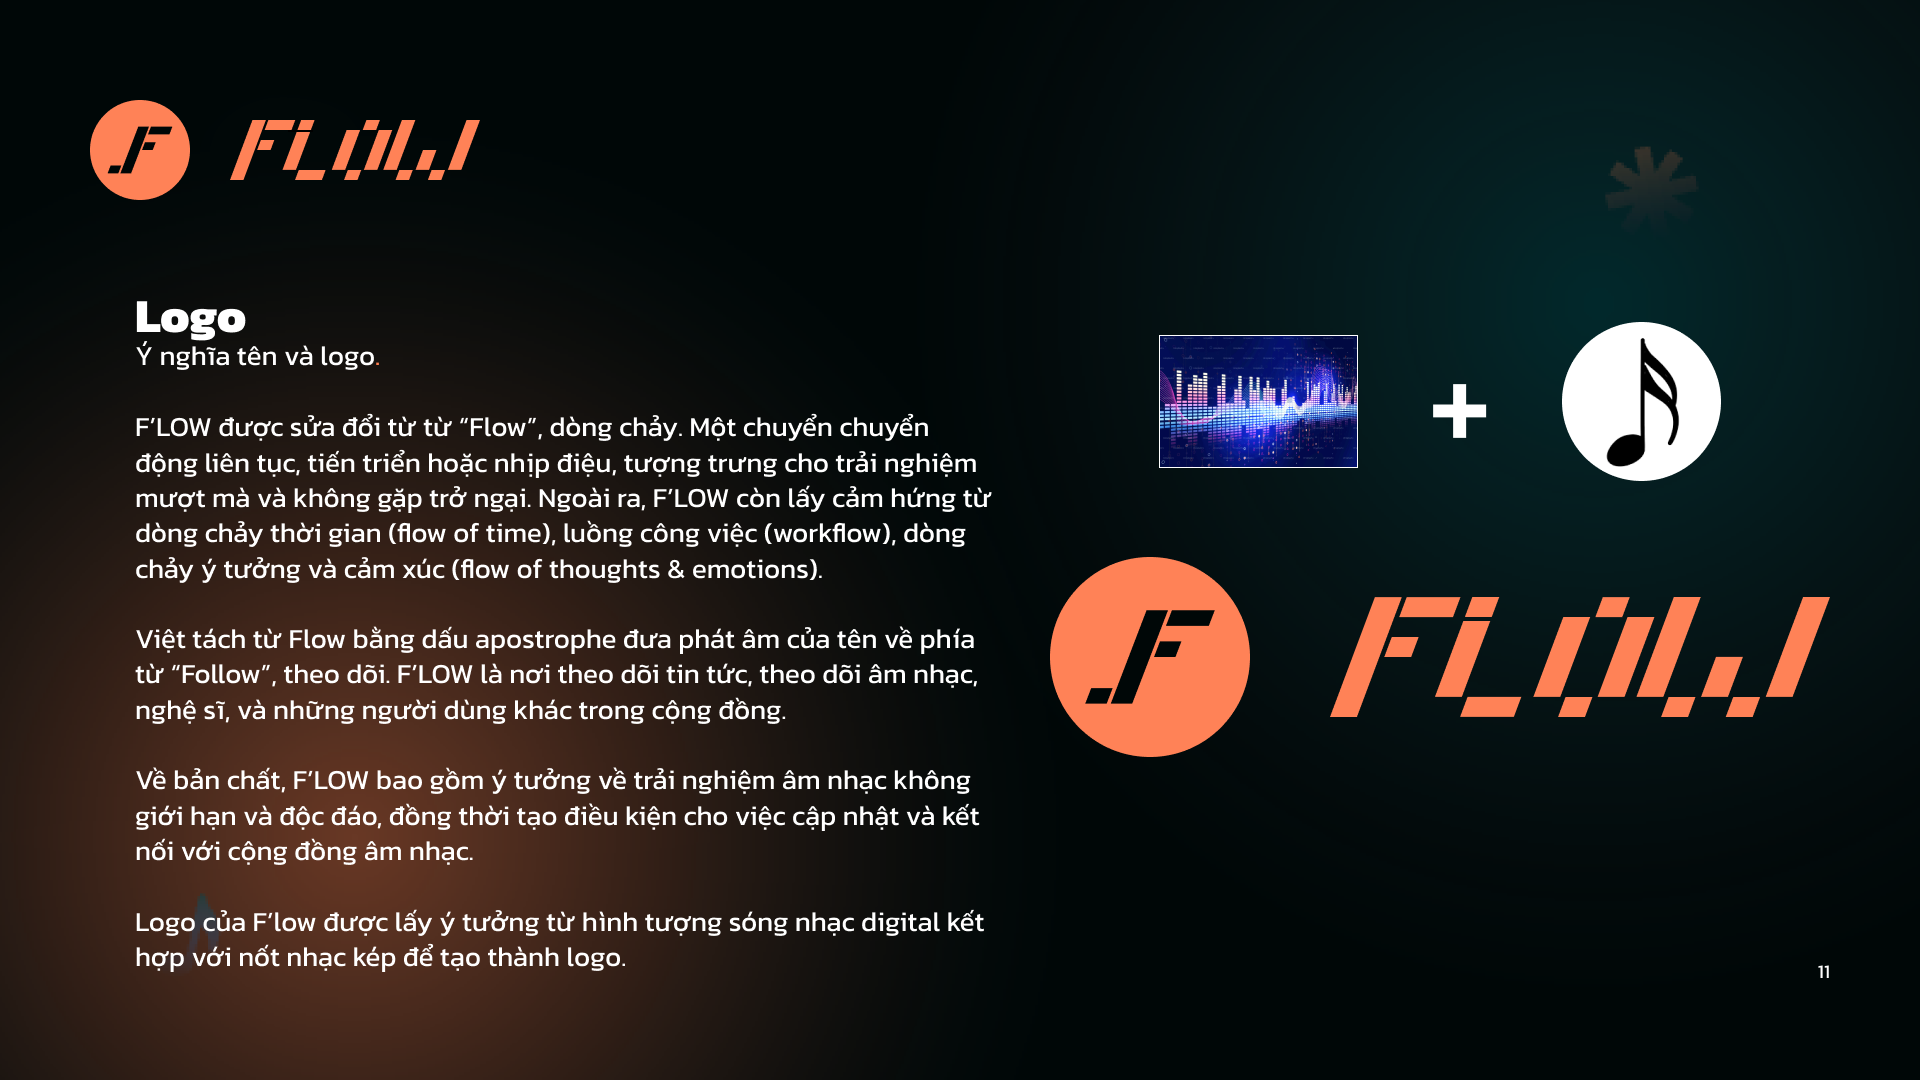 F
FLOW
Logo
Ý nghĩa tên và logo.
F’LOW được sửa đổi từ từ “Flow”, dòng chảy. Một chuyển chuyển
động liên tục, tiến triển hoặc nhịp điệu, tượng trưng cho trải nghiệm
mượt mà và không gặp trở ngại. Ngoài ra, F’LOW còn lấy cảm hứng từ
dòng chảy thời gian (flow of time), luồng công việc (workflow), dòng
chảy ý tưởng và cảm xúc (flow of thoughts & emotions).
Việt tách từ Flow bằng dấu apostrophe đưa phát âm của tên về phía
từ “Follow”, theo dõi. F’LOW là nơi theo dõi tin tức, theo dõi âm nhạc,
nghệ sĩ, và những người dùng khác trong cộng đồng.
Về bản chất, F’LOW bao gồm ý tưởng về trải nghiệm âm nhạc không
giới hạn và độc đáo, đồng thời tạo điều kiện cho việc cập nhật và kết
nối với cộng đồng âm nhạc.
Logo của F’low được lấy ý tưởng từ hình tượng sóng nhạc digital kết
hợp với nốt nhạc kép để tạo thành logo.
+
F
FLOW
11